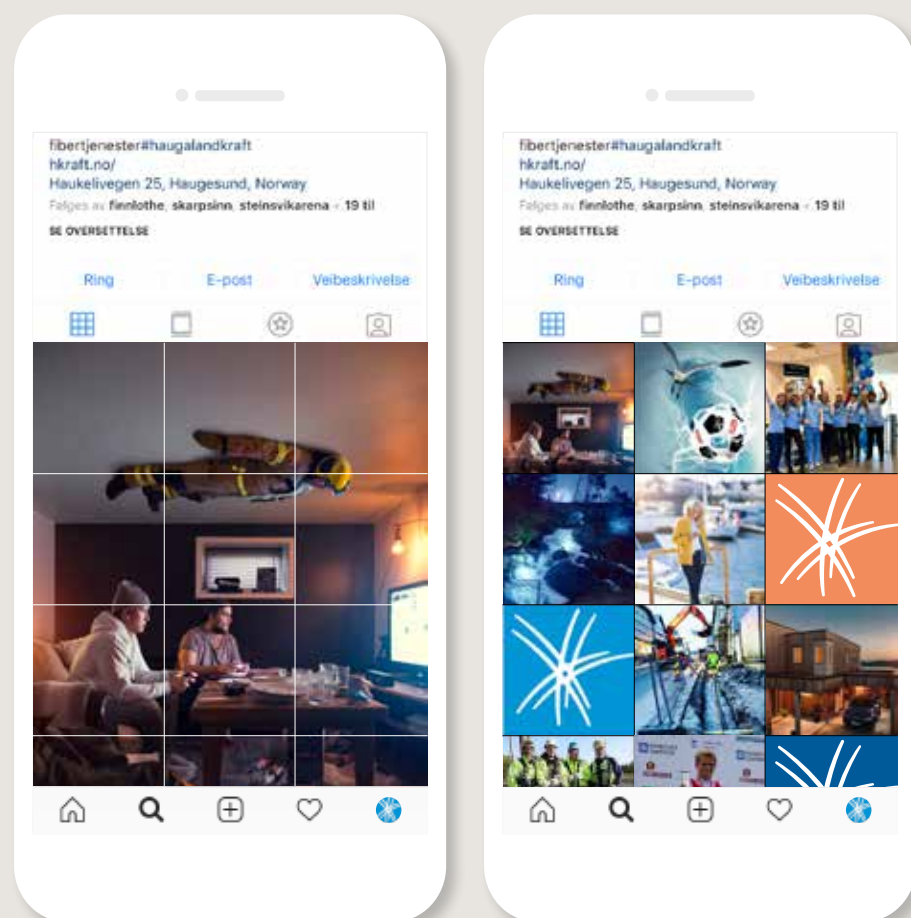 fibertjenester#haugalandkraft
hkraft.no/
Haukelivegen 25, Haugesund, Norway
Følges av finnlothe, skarpsinn, steinsvikarena + 19 til
SE OVERSETTELSE
Ring E-post Veibeskrivelse
fibertjenester#haugalandkraft
hkraft.no/
Haukelivegen 25, Haugesund, Norway
Følges av finnlothe, skarpsinn, steinsvikarena + 19 til
SE OVERSETTELSE
Ring E-post Veibeskrivelse